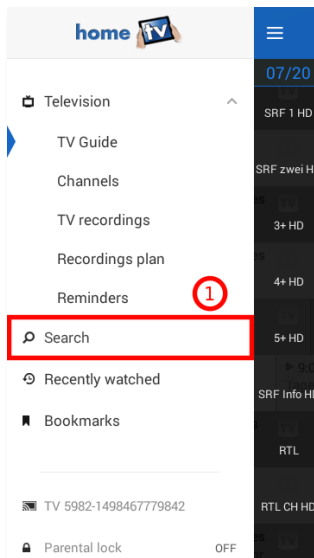 home tv
07/20
Television
SRF 1 HD
TV Guide
SRF zwei H
Channels
TV recordings
3+ HD
Recordings plan
4+ HD
Reminders
1
Search
5+ HD
Recently watched
SRF Info HD
Bookmarks
RTL
TV 5982-1498467779842
RTL CH HD
Parental lock OFF